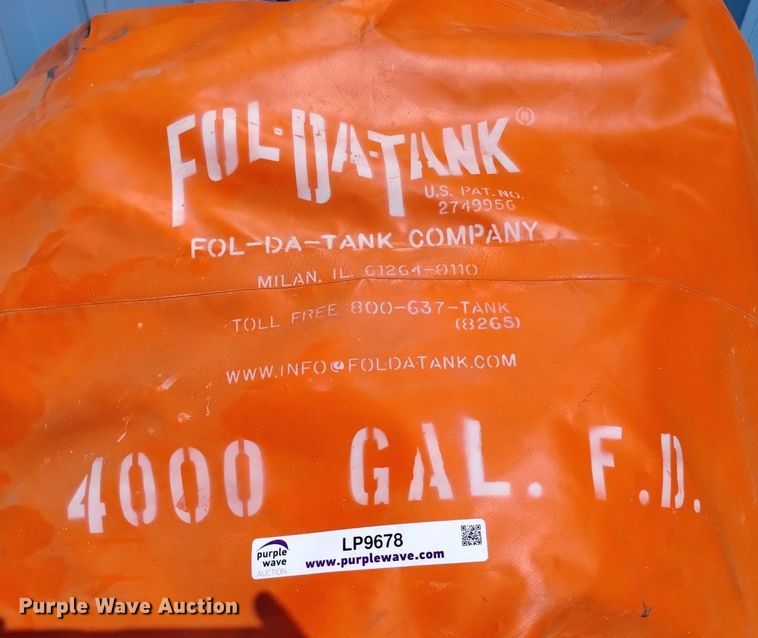 FOL-DA-TANK®
U.S. PAT. NO.
2749956
FOL-DA-TANK COMPANY
MILAN, IL. 61264-0110
TOLL FREE 800-637-TANK
(8265)
WWW.INFO@FOLDATANK.COM
4000 GAL. F.D.
purple
wave
AUCTION
LP9678
www.purplewave.com
Purple Wave Auction